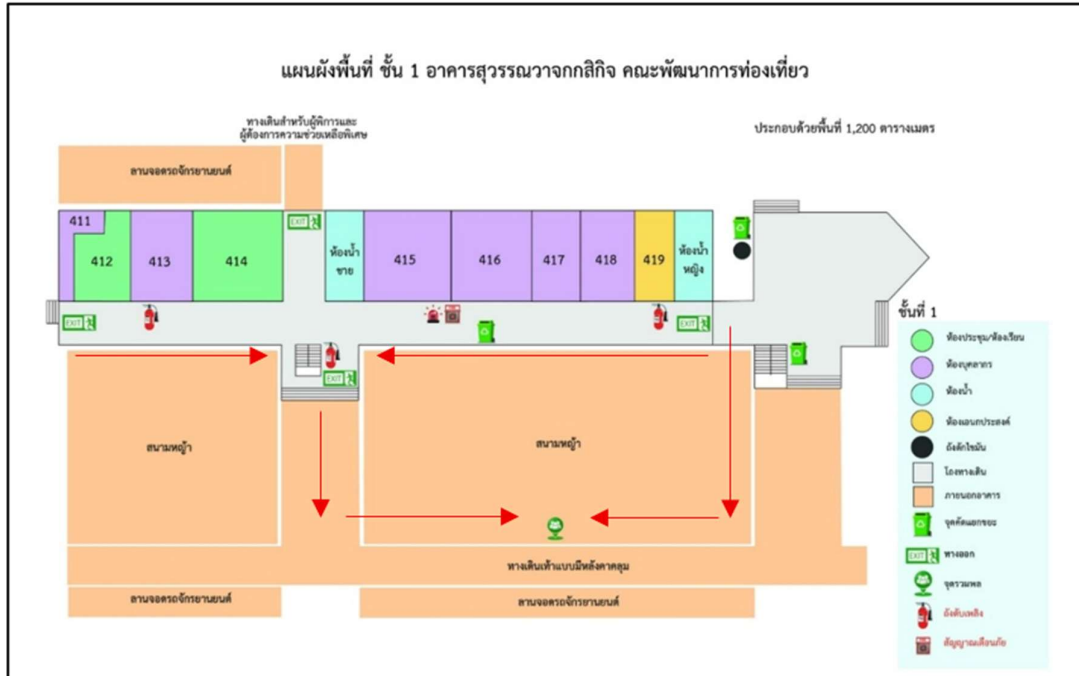 แผนผังพื้นที่ ชั้น 1 อาคารสุวรรณวาจกกสิกิจ คณะพัฒนาการท่องเที่ยว
ทางเดินสำหรับผู้พิการและ
ผู้ต้องการความช่วยเหลือพิเศษ
ประกอบด้วยพื้นที่ 1,200 ตารางเมตร
ลานจอดรถจักรยานยนต์
411
412
413
414
EXIT
ห้องน้ำ
ชาย
415
416
417
418
419
ห้องน้ำ
หญิง
EXIT
EXIT
EXIT
สนามหญ้า
สนามหญ้า
ทางเดินเท้าแบบมีหลังคาคลุม
ลานจอดรถจักรยานยนต์
ลานจอดรถจักรยานยนต์
ชั้นที่ 1
ห้องประชุม/ห้องเรียน
ห้องบุคลากร
ห้องน้ำ
ห้องอเนกประสงค์
ถังดักไขมัน
โถงทางเดิน
ภายนอกอาคาร
จุดคัดแยกขยะ
EXIT ทางออก
จุดรวมพล
ถังดับเพลิง
สัญญาณเตือนภัย